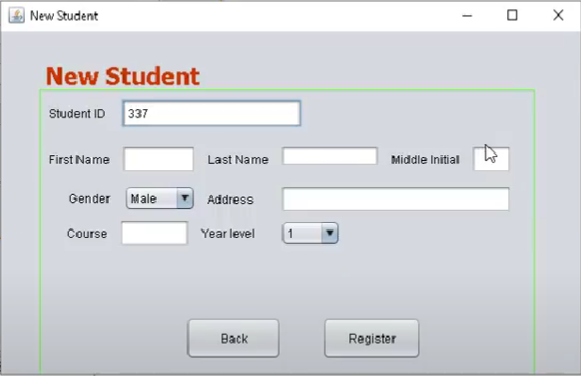 New Student
New Student
Student ID 337
First Name Last Name Middle Initial
Gender Male Address
Course Year level 1
Back Register